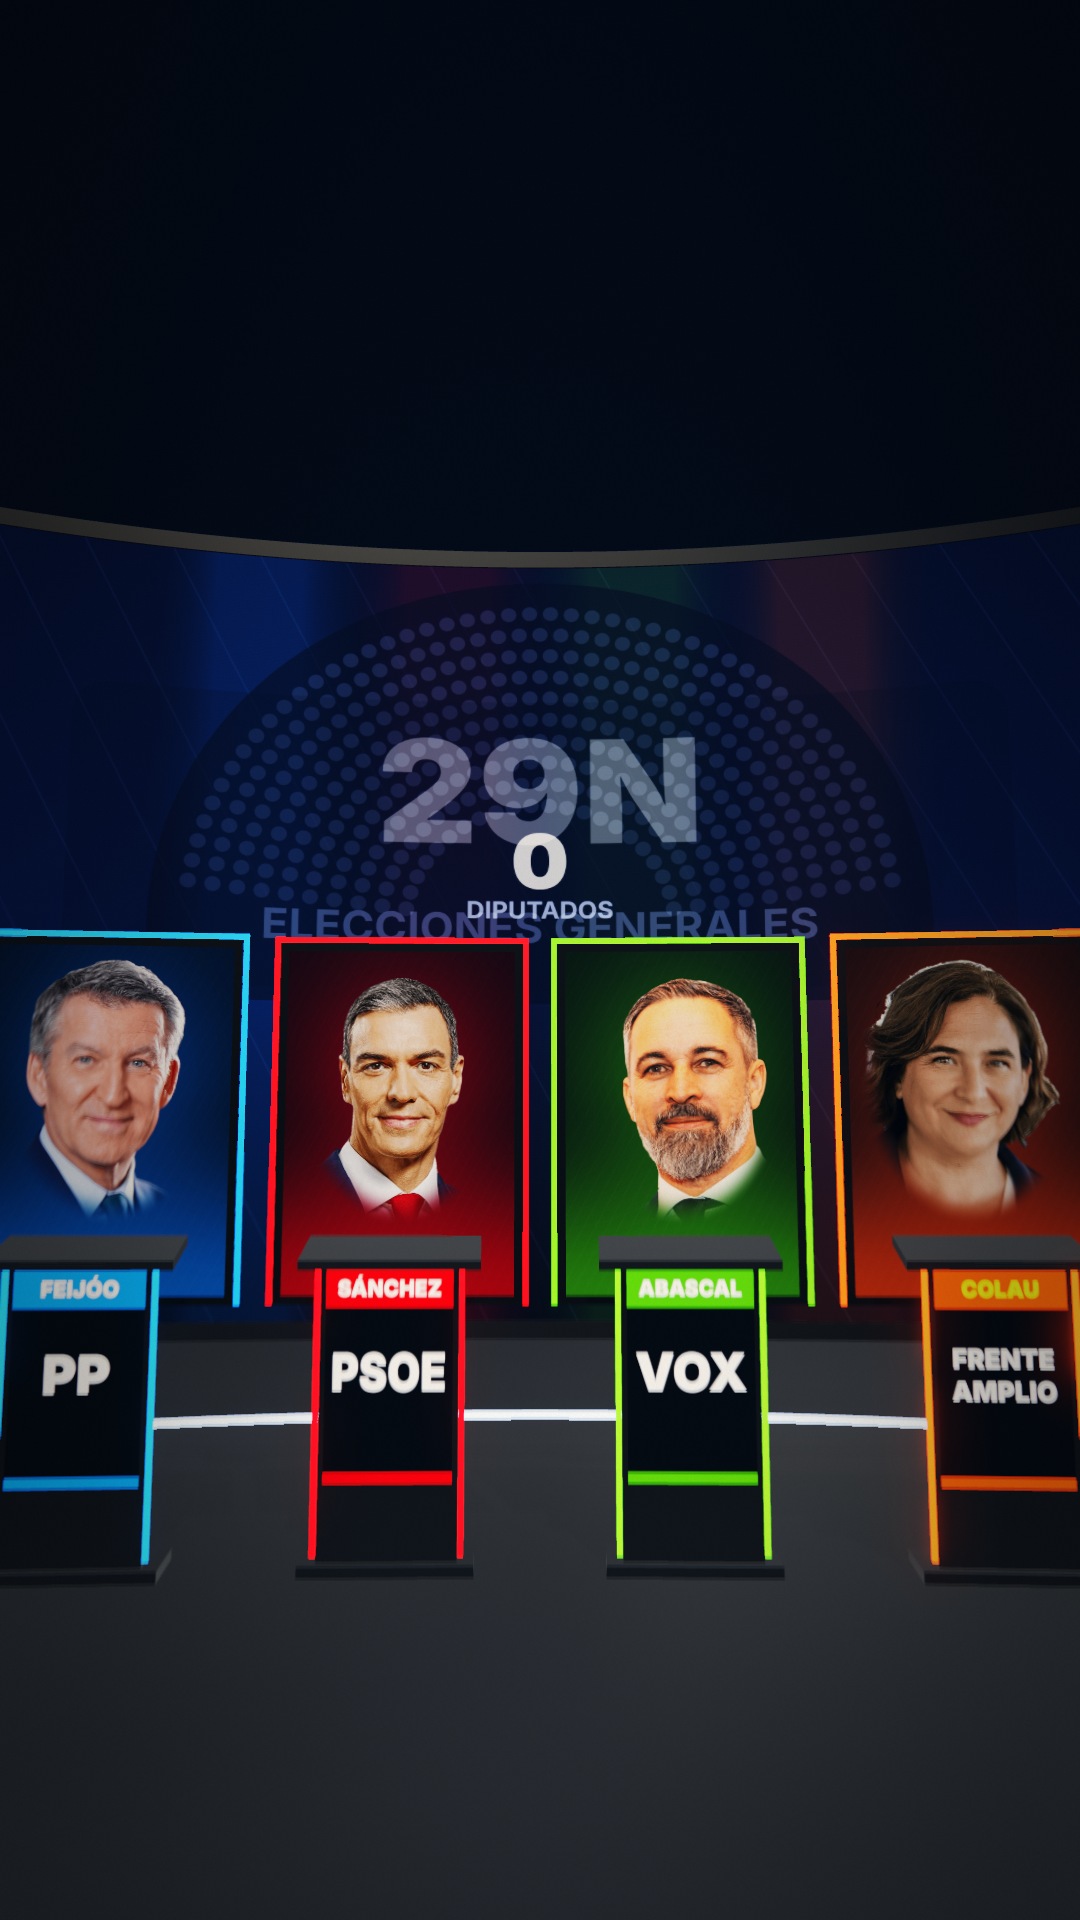 29N
0
DIPUTADOS
ELECCIONES GENERALES
FEIJÓO
PP
SÁNCHEZ
PSOE
ABASCAL
VOX
COLAU
FRENTE
AMPLIO